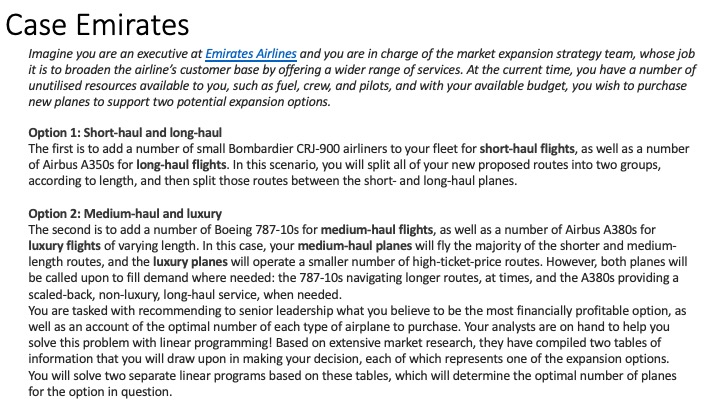 Case Emirates
Imagine you are an executive at Emirates Airlines and you are in charge of the market expansion strategy team, whose job
it is to broaden the airline's customer base by offering a wider range of services. At the current time, you have a number of
unutilised resources available to you, such as fuel, crew, and pilots, and with your available budget, you wish to purchase
new planes to support two potential expansion options.
Option 1: Short-haul and long-haul
The first is to add a number of small Bombardier CRJ-900 airliners to your fleet for short-haul flights, as well as a number
of Airbus A350s for long-haul flights. In this scenario, you will split all of your new proposed routes into two groups,
according to length, and then split those routes between the short- and long-haul planes.
Option 2: Medium-haul and luxury
The second is to add a number of Boeing 787-10s for medium-haul flights, as well as a number of Airbus A380s for
luxury flights of varying length. In this case, your medium-haul planes will fly the majority of the shorter and medium-
length routes, and the luxury planes will operate a smaller number of high-ticket-price routes. However, both planes will
be called upon to fill demand where needed: the 787-10s navigating longer routes, at times, and the A380s providing a
scaled-back, non-luxury, long-haul service, when needed.
You are tasked with recommending to senior leadership what you believe to be the most financially profitable option, as
well as an account of the optimal number of each type of airplane to purchase. Your analysts are on hand to help you
solve this problem with linear programming! Based on extensive market research, they have compiled two tables of
information that you will draw upon in making your decision, each of which represents one of the expansion options.
You will solve two separate linear programs based on these tables, which will determine the optimal number of planes
for the option in question.